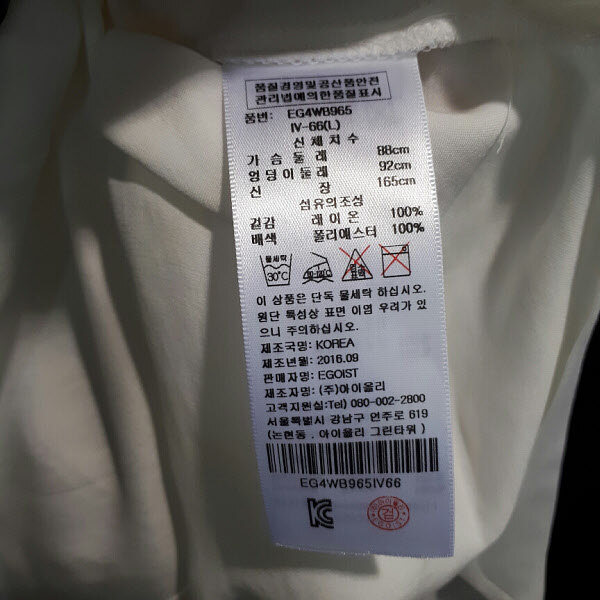 품질경영및공산품안전
관리법에의한품질표시
품번: EG4WB965
IV-66(L)
신체치수
가슴둘레 88cm
엉덩이둘레 92cm
신장 165cm
섬유의조성
겉감 레이온 100%
배색 폴리에스터 100%
물세탁
30℃
이 상품은 단독 물세탁 하십시오.
원단 특성상 표면 이염 우려가 있
으니 주의하십시오.
제조국명: KOREA
제조년월: 2016.09
판매자명: EGOIST
제조자명: (주)아이올리
고객지원실:Tel) 080-002-2800
서울특별시 강남구 언주로 619
(논현동, 아이올리 그린타워)
EG4WB965IV66